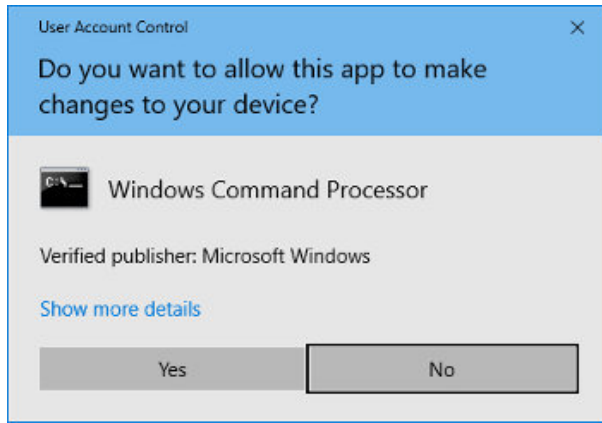 User Account Control
Do you want to allow this app to make
changes to your device?
C:\_
Windows Command Processor
Verified publisher: Microsoft Windows
Show more details
Yes
No